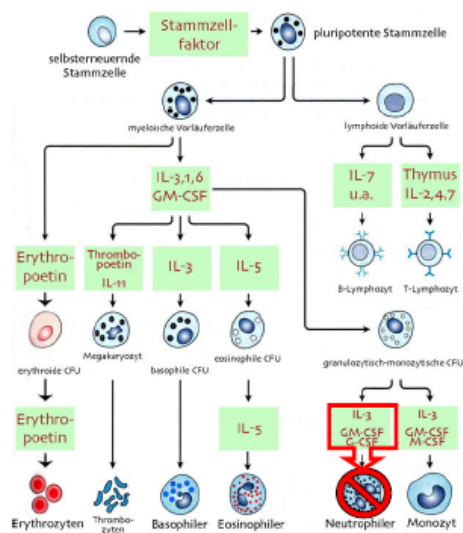 Stammzell-
faktor
selbsterneuernde
Stammzelle
pluripotente Stammzelle
myeloische Vorläuferzelle
lymphoide Vorläuferzelle
IL-3,1,6
GM-CSF
IL-7
u.a.
Thymus
IL-2,4,7
B-Lymphozyt
T-Lymphozyt
Erythro-
poetin
Thrombo-
poetin
IL-11
IL-3
IL-5
erythroide CFU
Megakaryozyt
basophile CFU
eosinophile CFU
granulozytisch-monozytische CFU
Erythro-
poetin
IL-5
IL-3
GM-CSF
G-CSF
IL-3
GM-CSF
M-CSF
Erythrozyten
Thrombo-
zyten
Basophiler
Eosinophiler
Neutrophiler
Monozyt